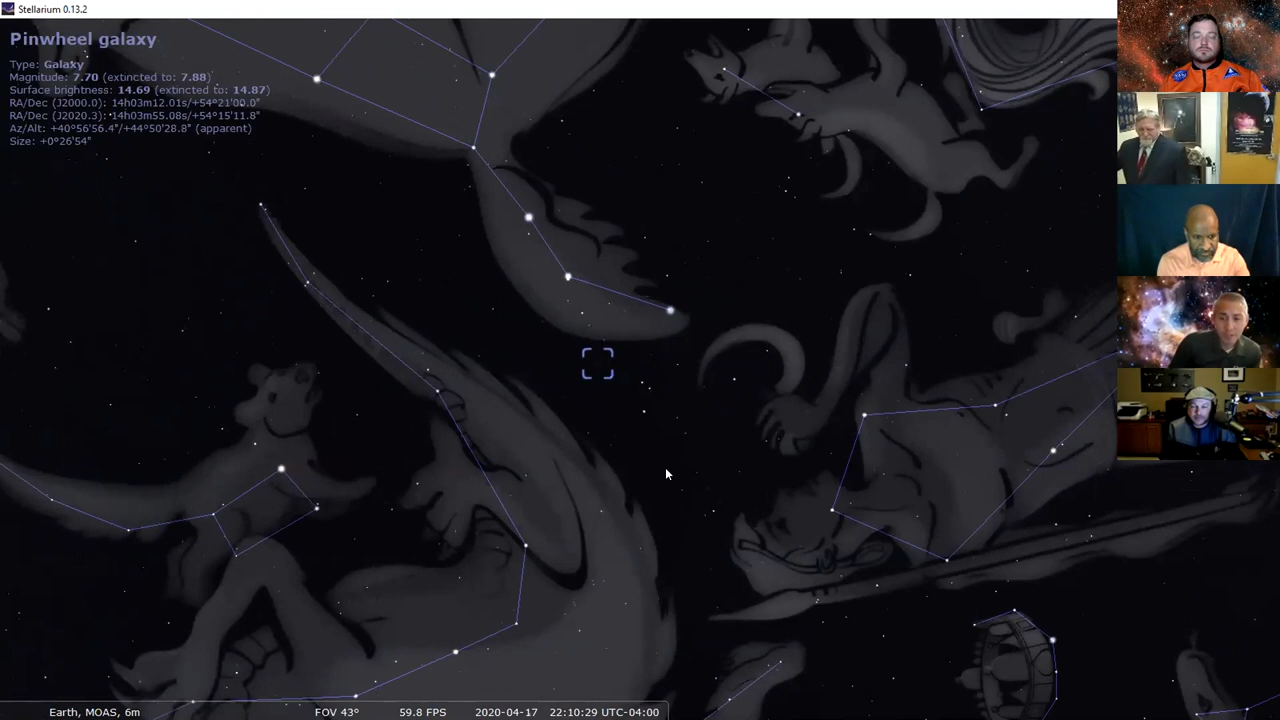 Stellarium 0.13.2
Pinwheel galaxy
Type: Galaxy
Magnitude: 7.70 (extincted to: 7.88)
Surface brightness: 14.69 (extincted to: 14.87)
RA/Dec (J2000.0): 14h03m12.01s/+54°21'00.0"
RA/Dec (J2020.3): 14h03m55.08s/+54°15'11.8"
Az/Alt: +40°56'56.4"/+44°50'28.8" (apparent)
Size: +0°26'54"
Earth, MOAS, 6m FOV 43° 59.8 FPS 2020-04-17 22:10:29 UTC-04:00